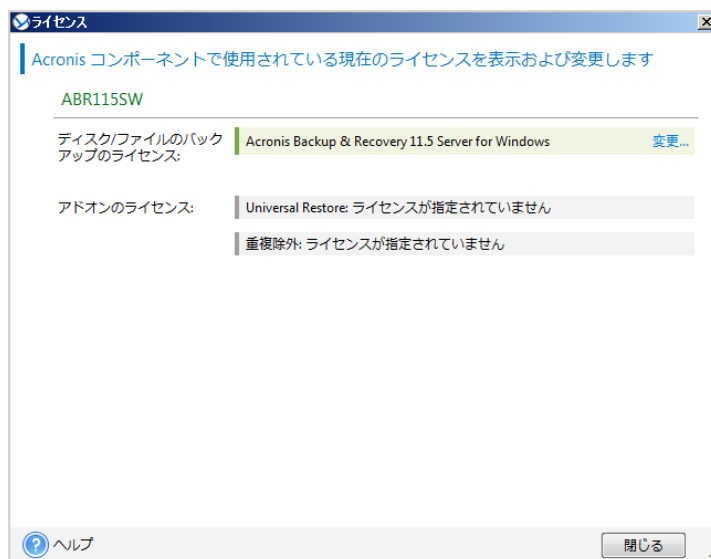 ライセンス
Acronis コンポーネントで使用されている現在のライセンスを表示および変更します
ABR115SW
ディスク/ファイルのバック
アップのライセンス:
Acronis Backup & Recovery 11.5 Server for Windows
変更...
アドオンのライセンス:
Universal Restore: ライセンスが指定されていません
重複除外: ライセンスが指定されていません
ヘルプ
閉じる